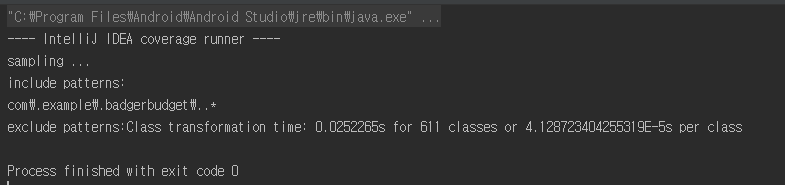 "C:₩Program Files₩Android₩Android Studio₩jre₩bin₩java.exe" ...
---- IntelliJ IDEA coverage runner ----
sampling ...
include patterns:
com₩.example₩.badgerbudget₩..*
exclude patterns:Class transformation time: 0.0252265s for 611 classes or 4.128723404255319E-5s per class
Process finished with exit code 0